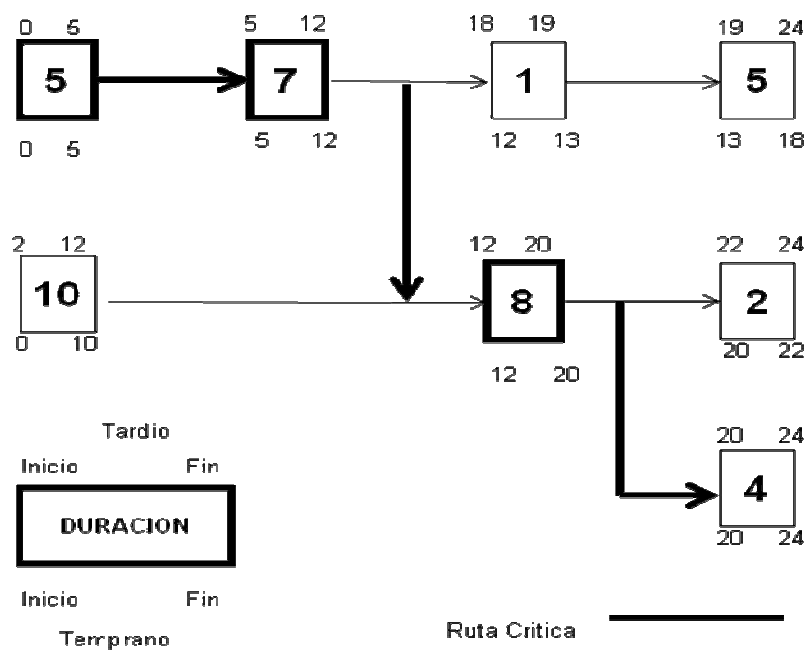 0 5 5 12 18 19 19 24
5 7 1 5
0 5 5 12 12 13 13 18
2 12 12 20 22 24
10 8 2
0 10 12 20 20 22
Tardio 20 24
Inicio Fin 4
DURACION 20 24
Inicio Fin
Temprano Ruta Critica